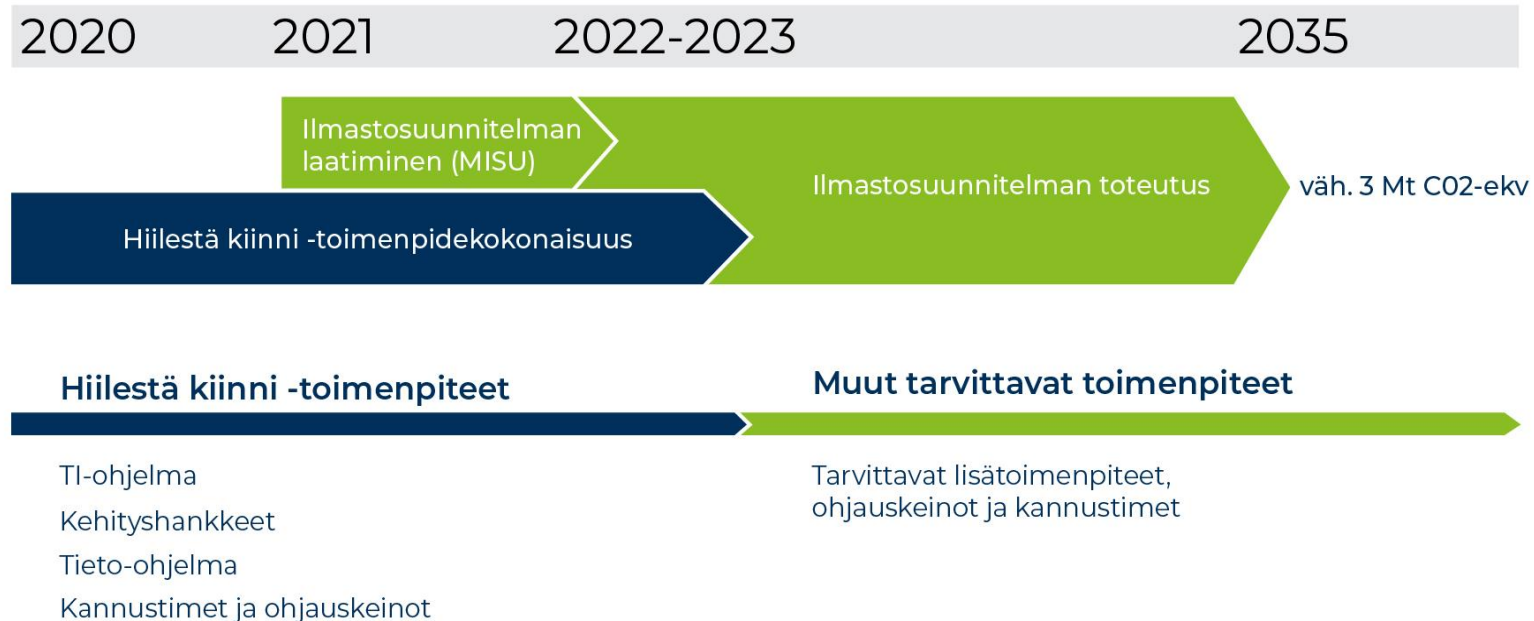 2020 2021 2022-2023 2035
Ilmastosuunnitelman
laatiminen (MISU)
Ilmastosuunnitelman toteutus
väh. 3 Mt C02-ekv
Hiilestä kiinni -toimenpidekokonaisuus
Hiilestä kiinni -toimenpiteet
TI-ohjelma
Kehityshankkeet
Tieto-ohjelma
Kannustimet ja ohjauskeinot
Muut tarvittavat toimenpiteet
Tarvittavat lisätoimenpiteet,
ohjauskeinot ja kannustimet